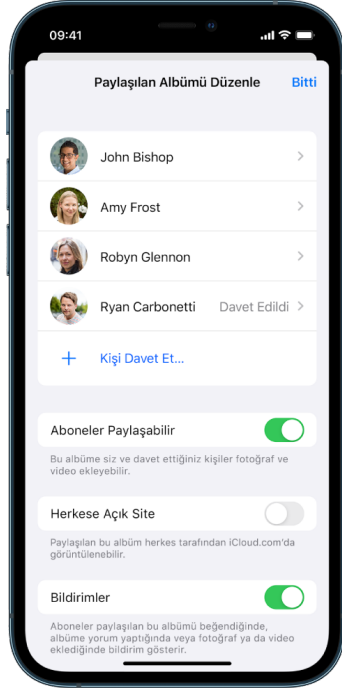 09:41
Paylaşılan Albümü Düzenle Bitti
John Bishop
Amy Frost
Robyn Glennon
Ryan Carbonetti Davet Edildi
Kişi Davet Et...
Aboneler Paylaşabilir
Bu albüme siz ve davet ettiğiniz kişiler fotoğraf ve
video ekleyebilir.
Herkese Açık Site
Paylaşılan bu albüm herkes tarafından iCloud.com'da
görüntülenebilir.
Bildirimler
Aboneler paylaşılan bu albümü beğendiğinde,
albüme yorum yaptığında veya fotoğraf ya da video
eklediğinde bildirim gösterir.